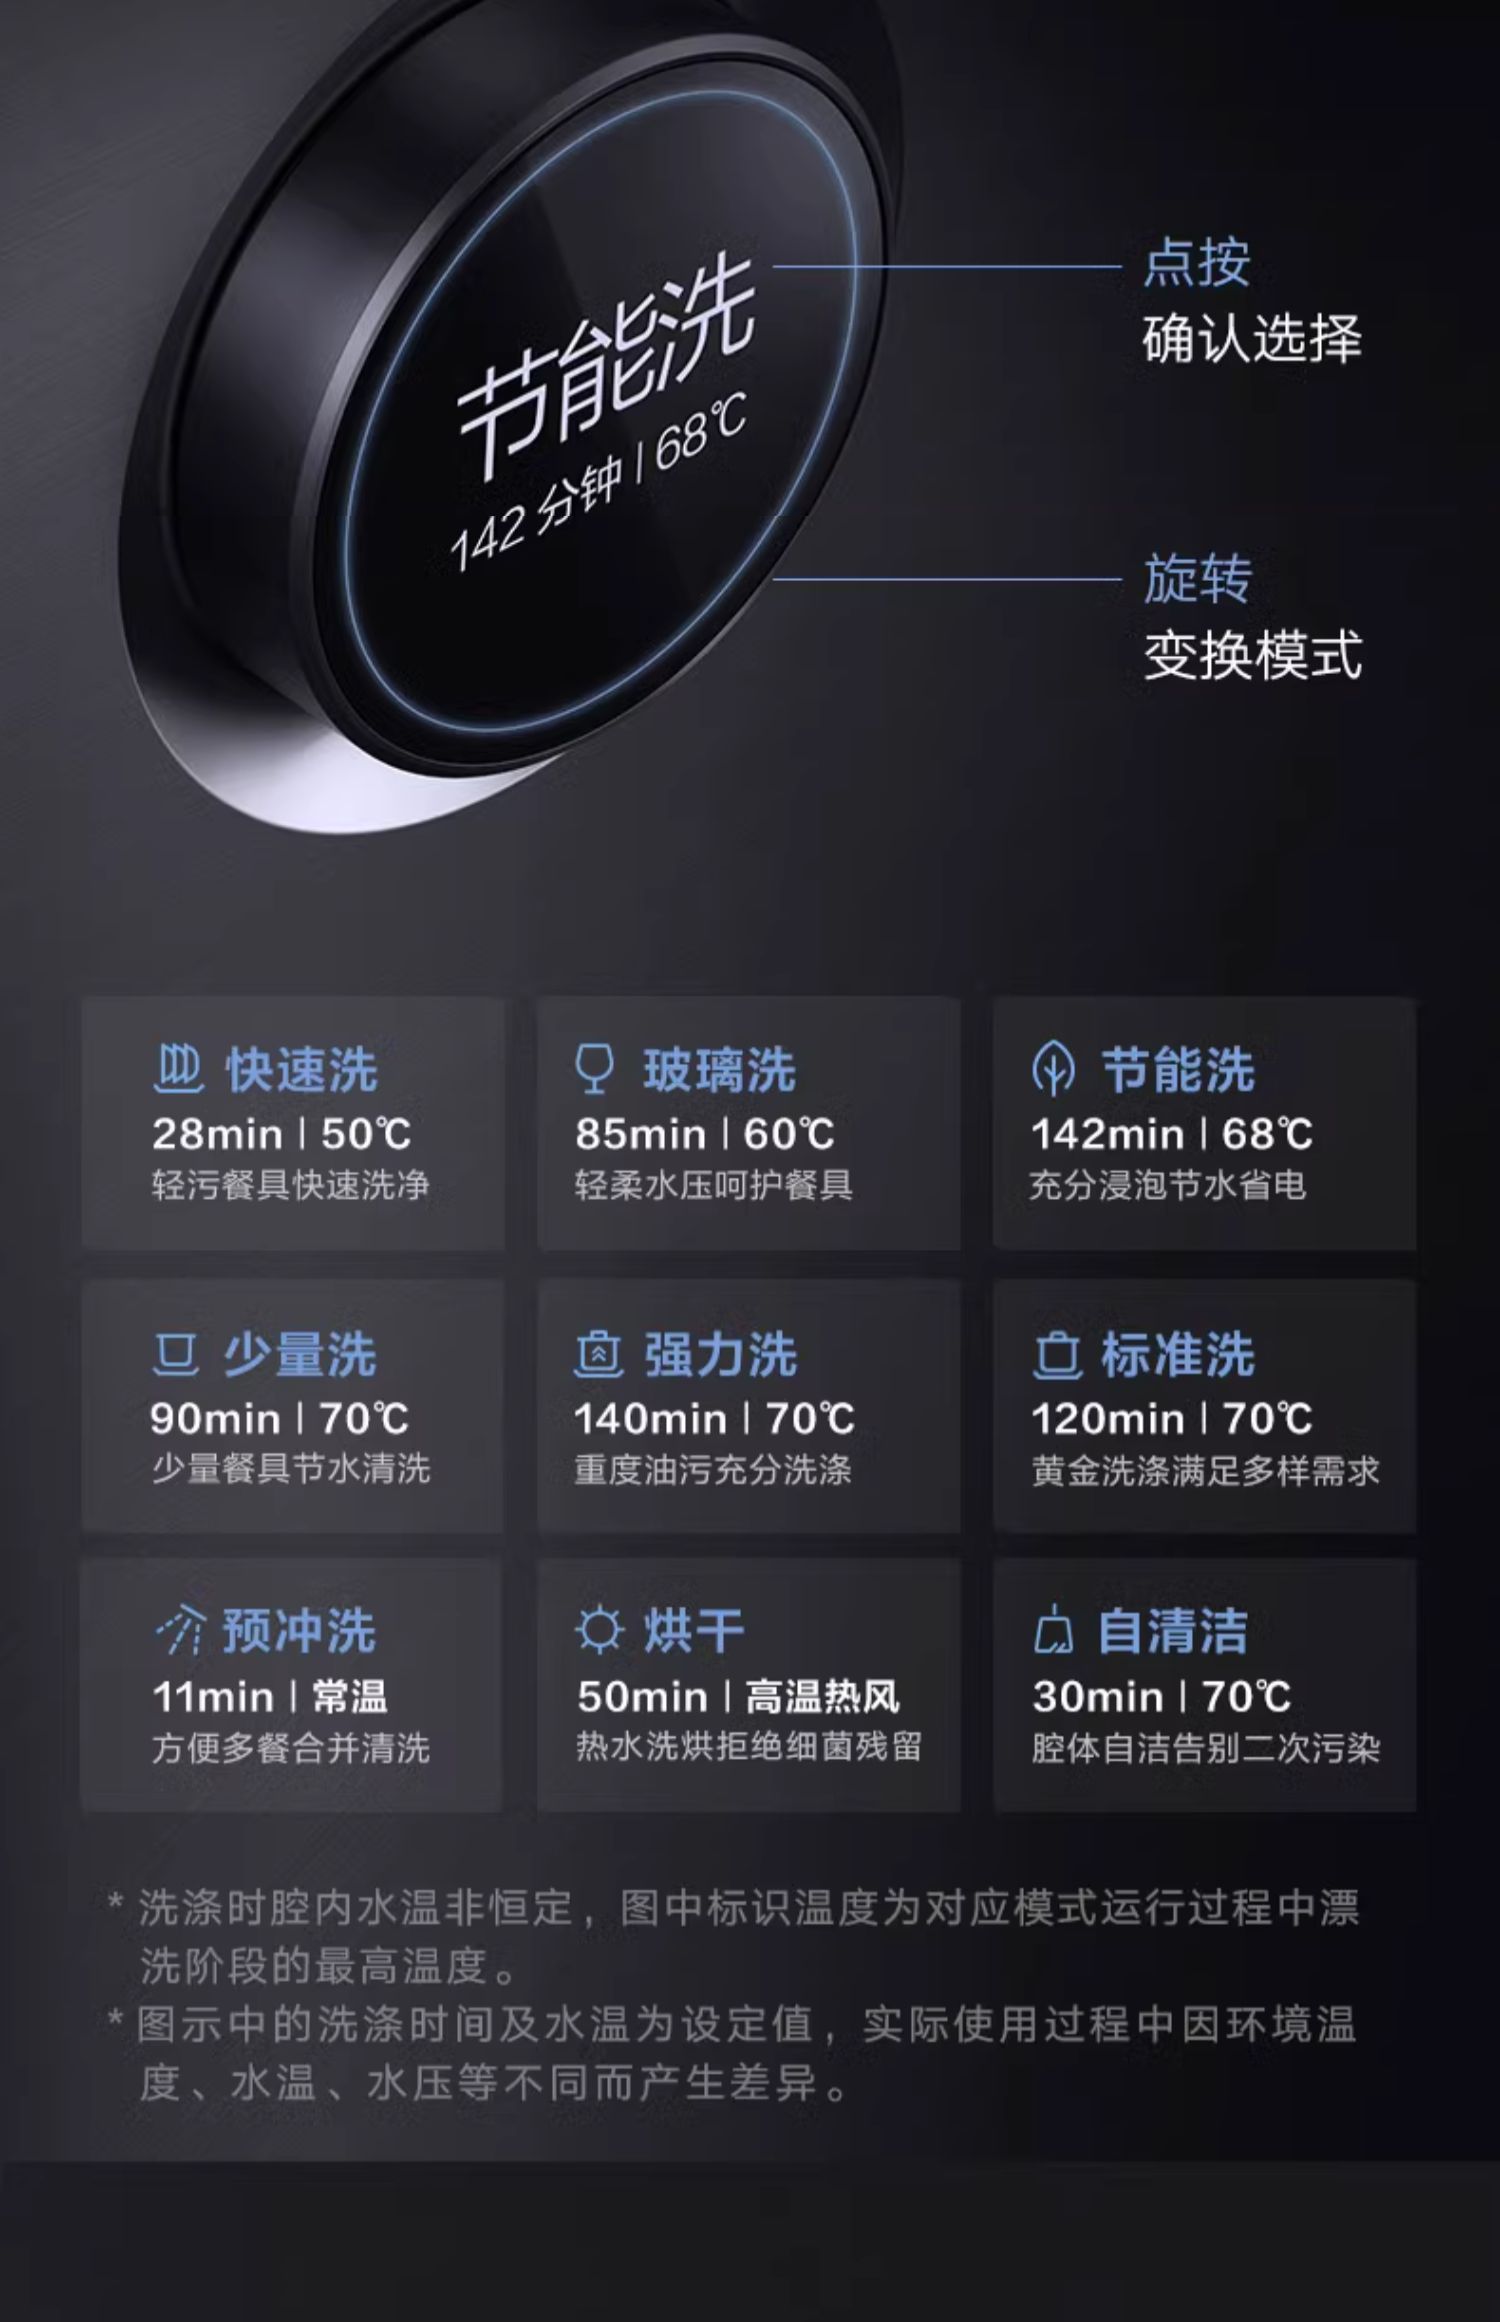 节能洗
142 分钟 | 68℃
点按
确认选择
旋转
变换模式
快速洗
28min | 50℃
轻污餐具快速洗净
玻璃洗
85min | 60℃
轻柔水压呵护餐具
节能洗
142min | 68℃
充分浸泡节水省电
少量洗
90min | 70℃
少量餐具节水清洗
强力洗
140min | 70℃
重度油污充分洗涤
标准洗
120min | 70℃
黄金洗涤满足多样需求
预冲洗
11min | 常温
方便多餐合并清洗
烘干
50min | 高温热风
热水洗烘拒绝细菌残留
自清洁
30min | 70℃
腔体自洁告别二次污染
* 洗涤时腔内水温非恒定，图中标识温度为对应模式运行过程中漂
洗阶段的最高温度。
* 图示中的洗涤时间及水温为设定值，实际使用过程中因环境温
度、水温、水压等不同而产生差异。